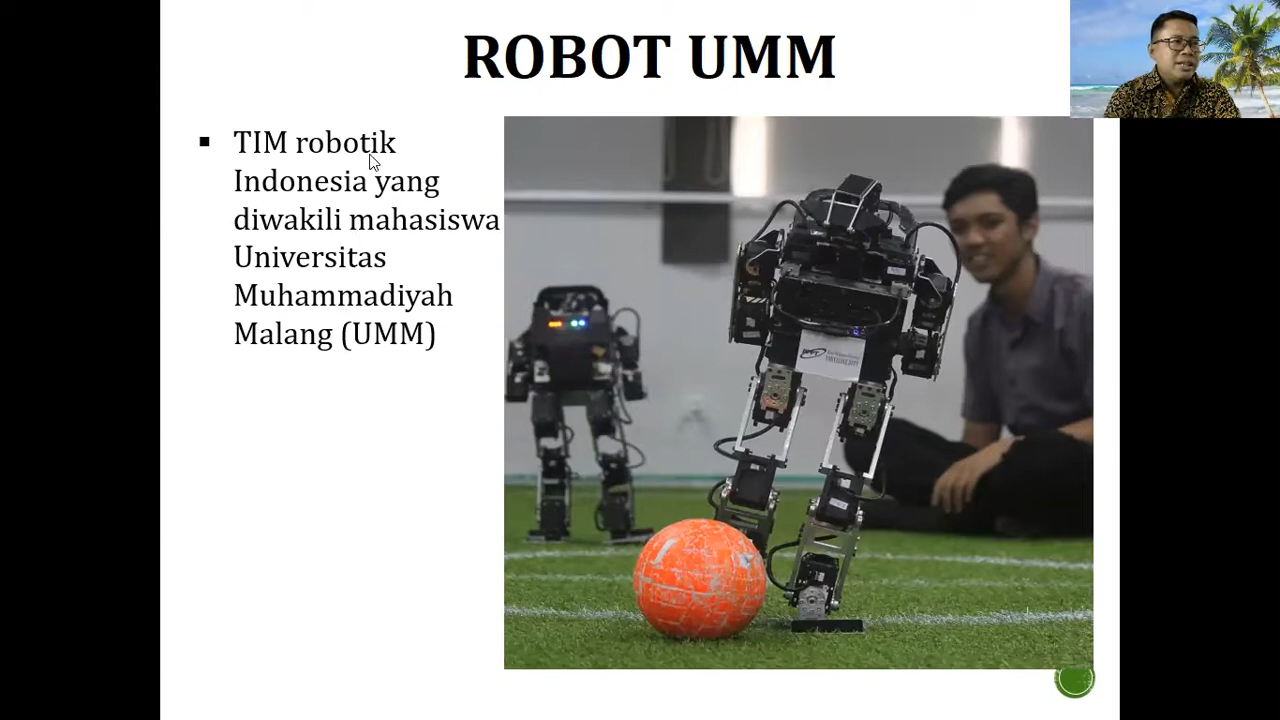 ROBOT UMM
▪ TIM robotik
Indonesia yang
diwakili mahasiswa
Universitas
Muhammadiyah
Malang (UMM)